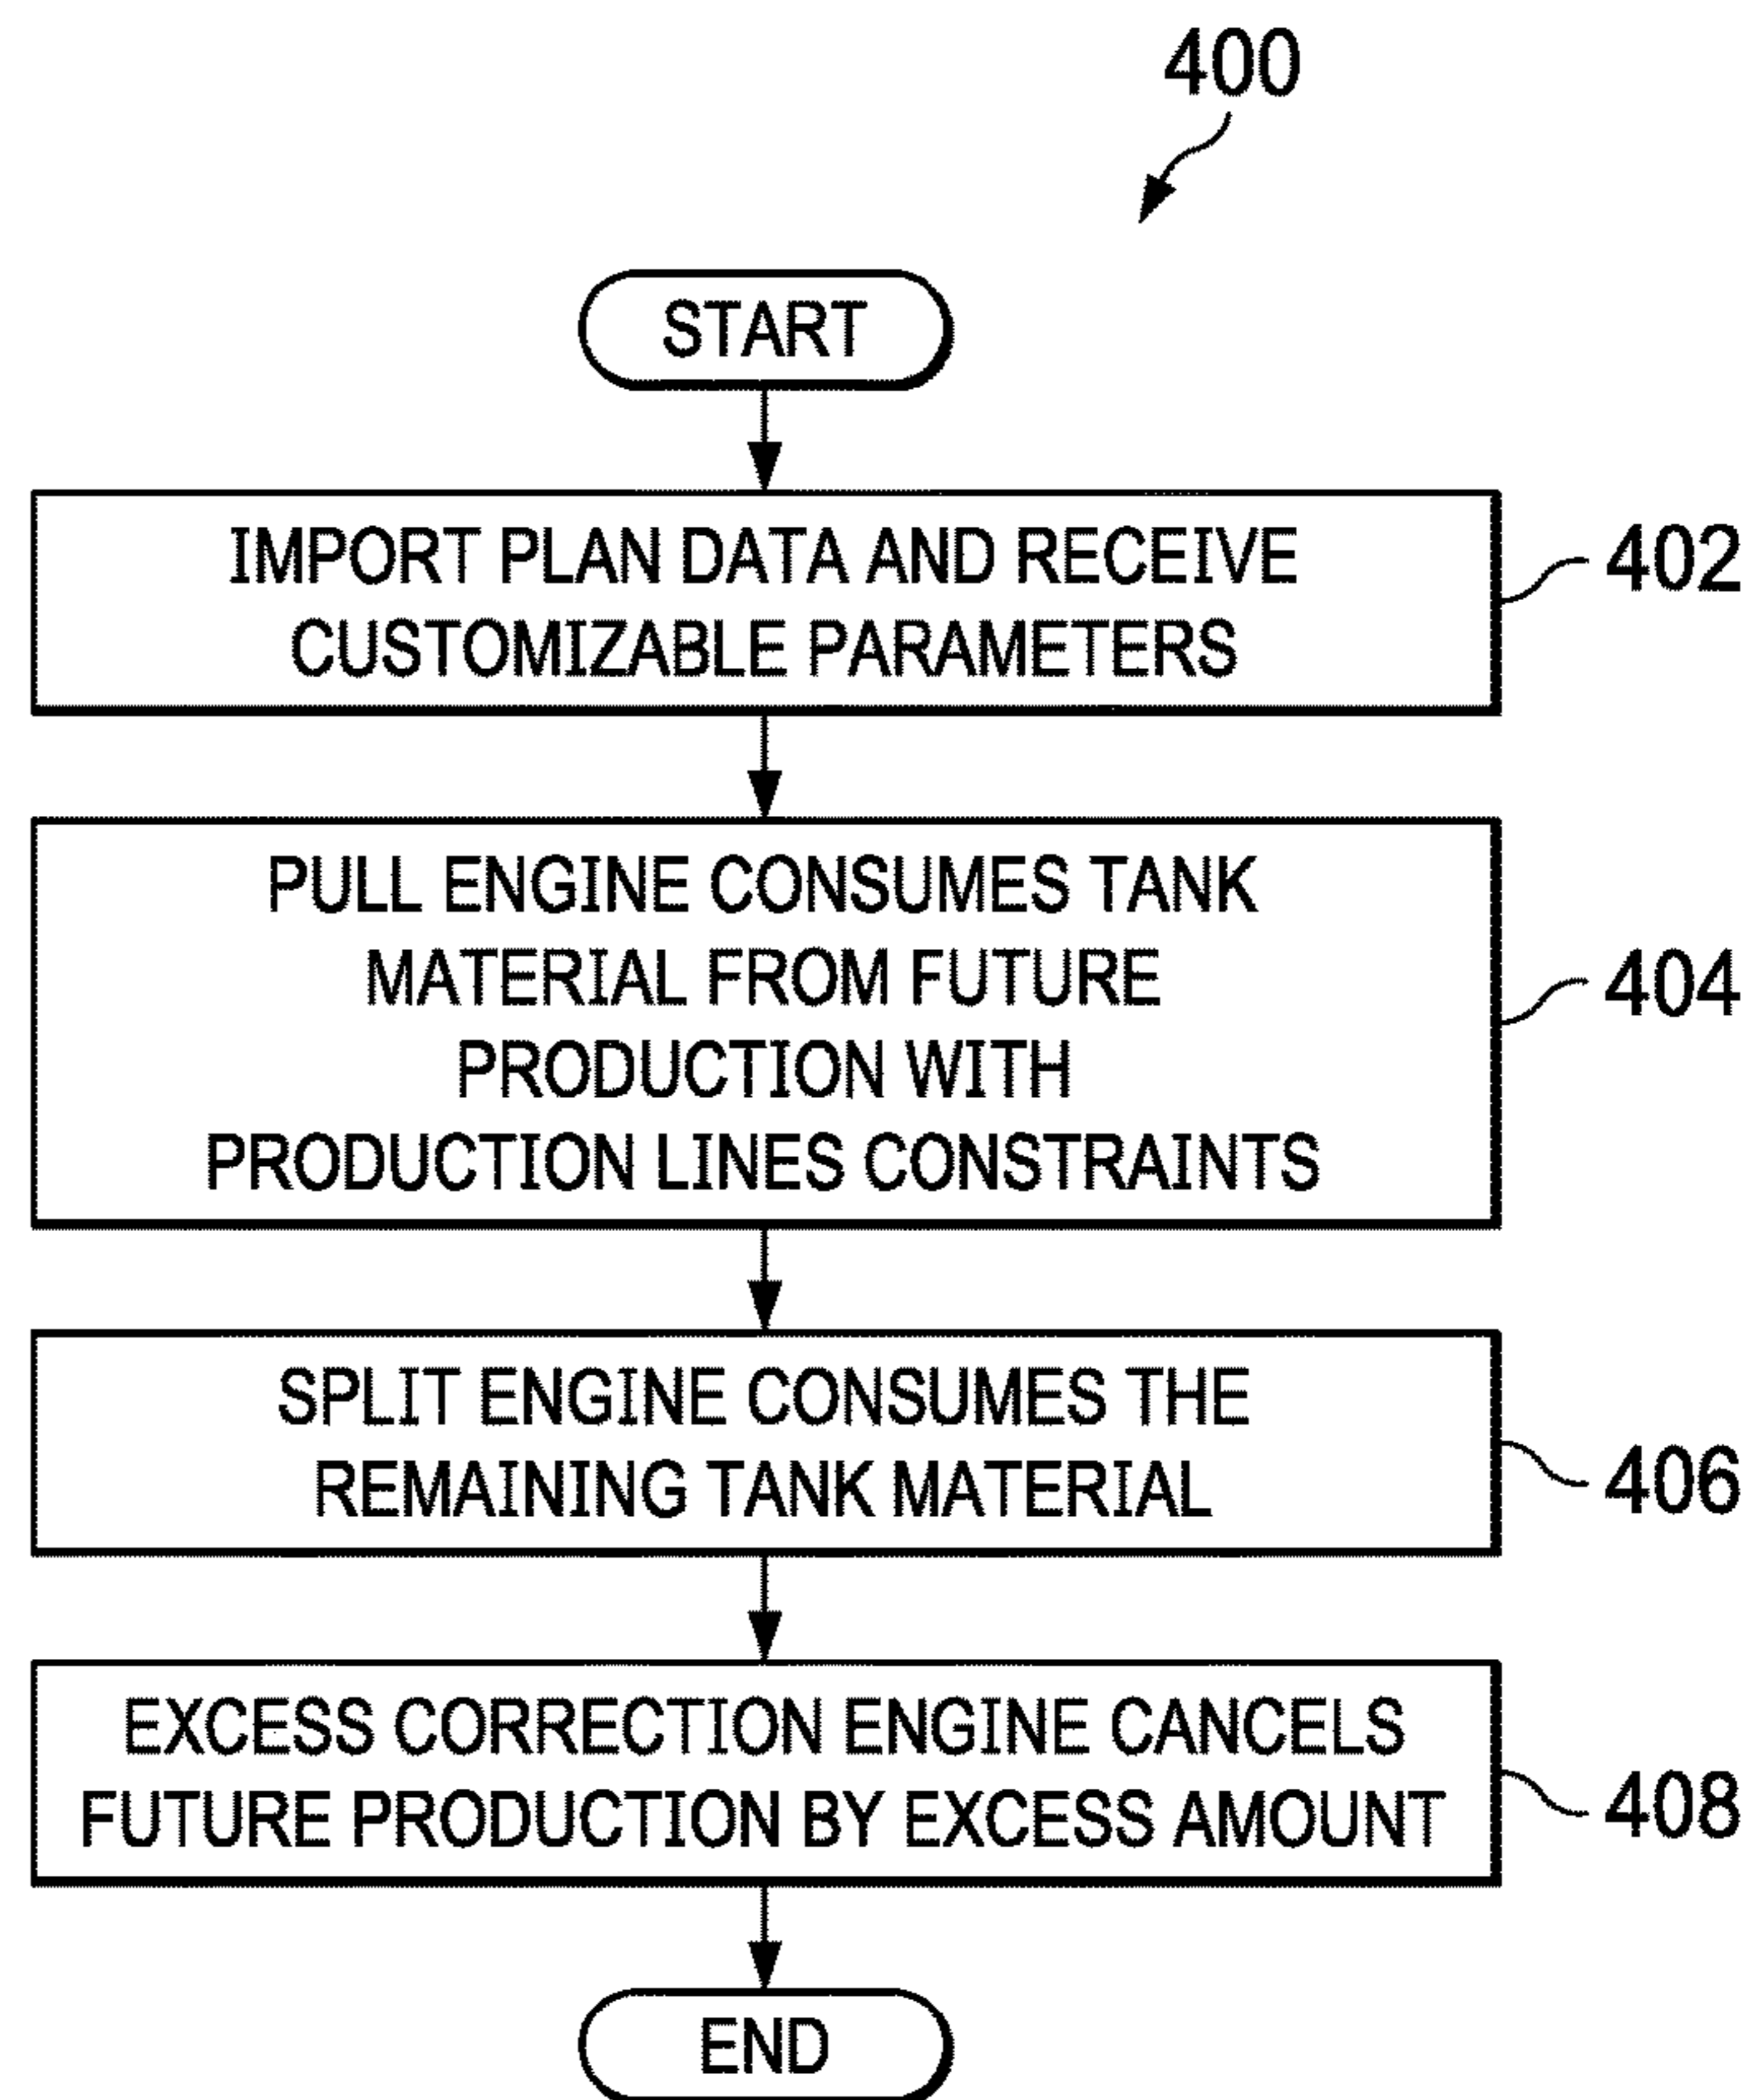 400
START
IMPORT PLAN DATA AND RECEIVE
CUSTOMIZABLE PARAMETERS
402
PULL ENGINE CONSUMES TANK
MATERIAL FROM FUTURE
PRODUCTION WITH
PRODUCTION LINES CONSTRAINTS
404
SPLIT ENGINE CONSUMES THE
REMAINING TANK MATERIAL
406
EXCESS CORRECTION ENGINE CANCELS
FUTURE PRODUCTION BY EXCESS AMOUNT
408
END